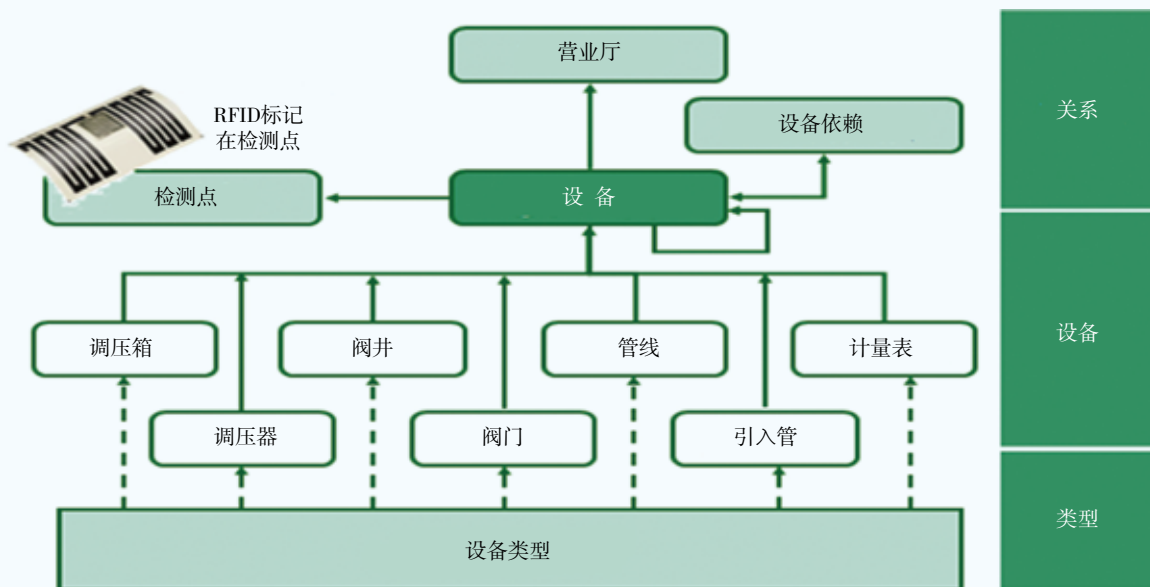 营业厅
关系
RFID标记
在检测点
设备依赖
检测点
设 备
调压箱
阀井
管线
计量表
设备
调压器
阀门
引入管
类型
设备类型